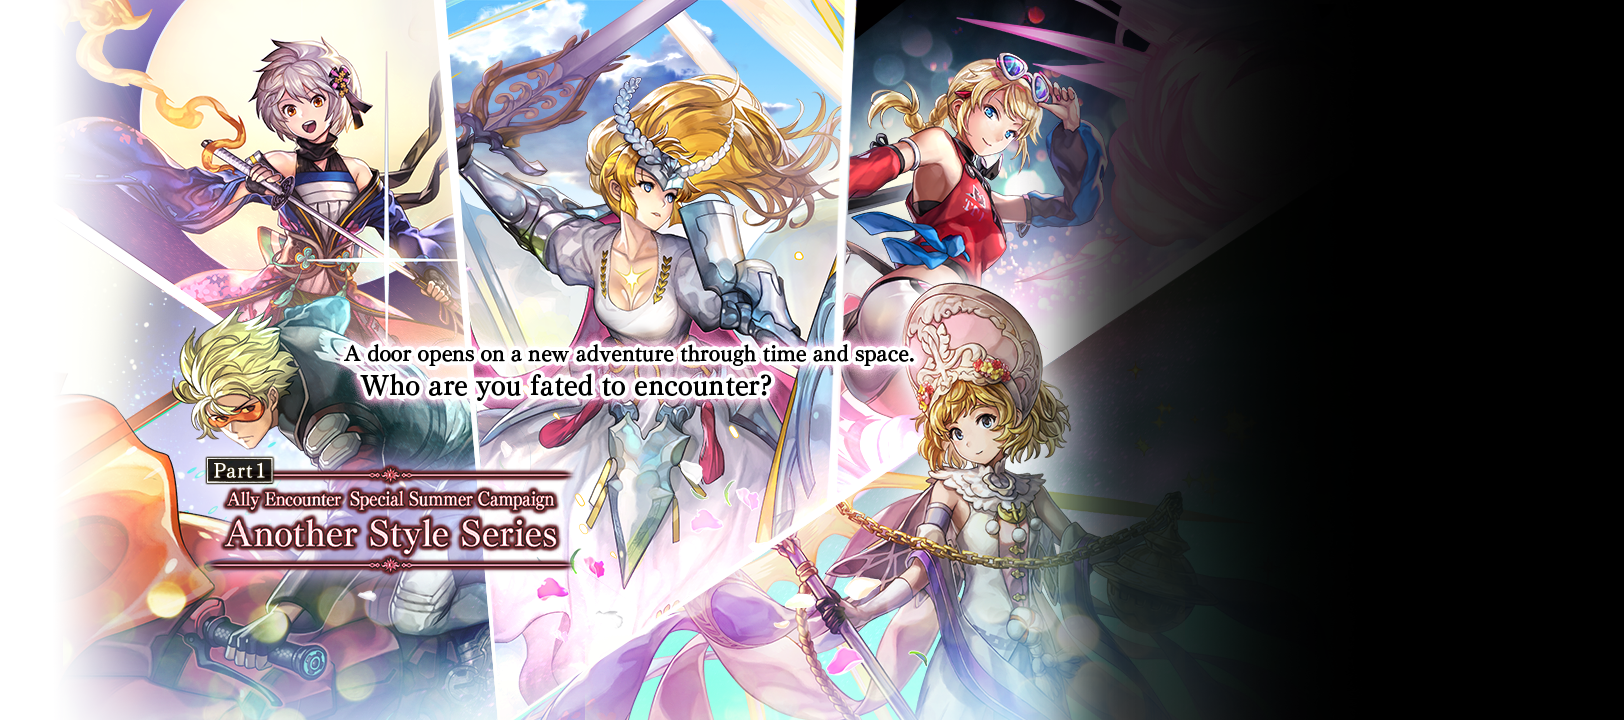 A door opens on a new adventure through time and space.
Who are you fated to encounter?
Part 1
Ally Encounter Special Summer Campaign
Another Style Series